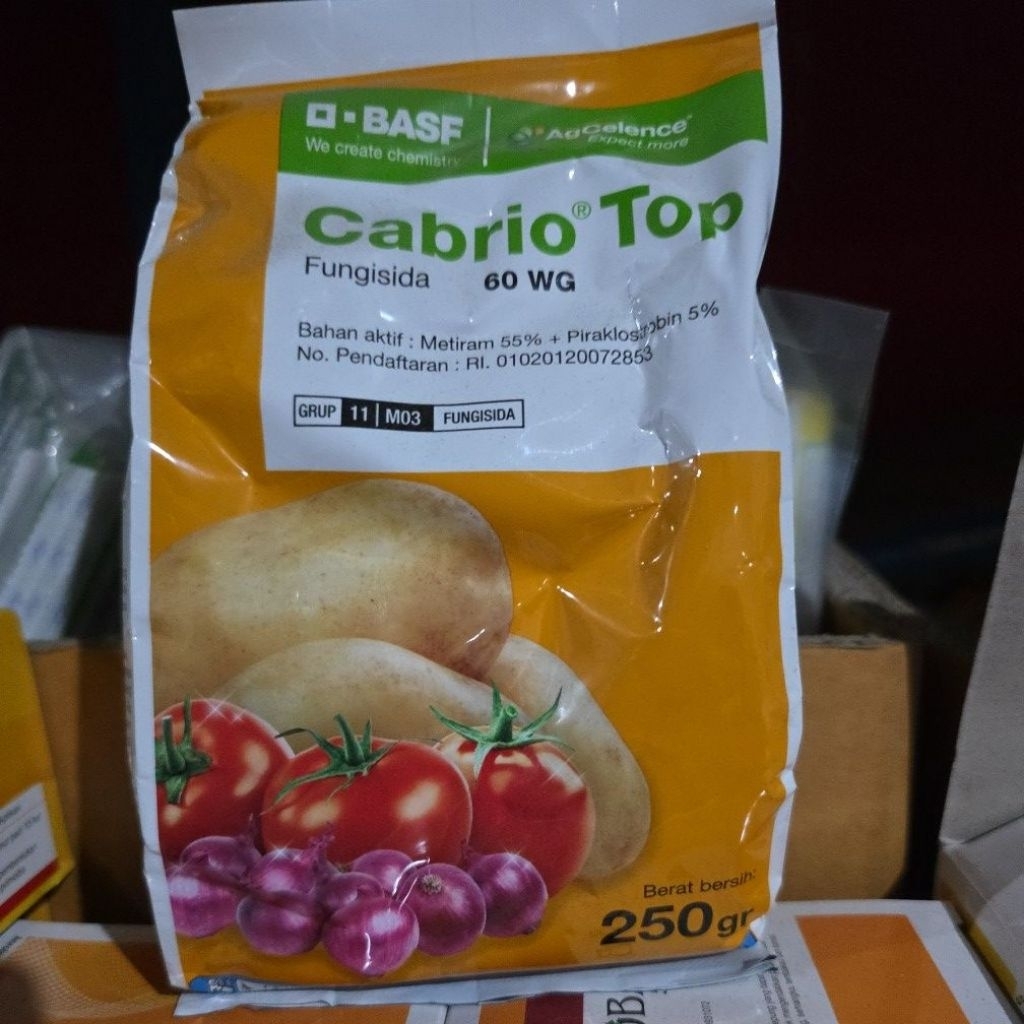 BASF
We create chemistry
AgCelence
Expect more
Cabrio® Top
Fungisida 60 WG
Bahan aktif : Metiram 55% + Piraklostrobin 5%
No. Pendaftaran : RI. 01020120072853
GRUP 11 M03 FUNGISIDA
Berat bersih:
250gr